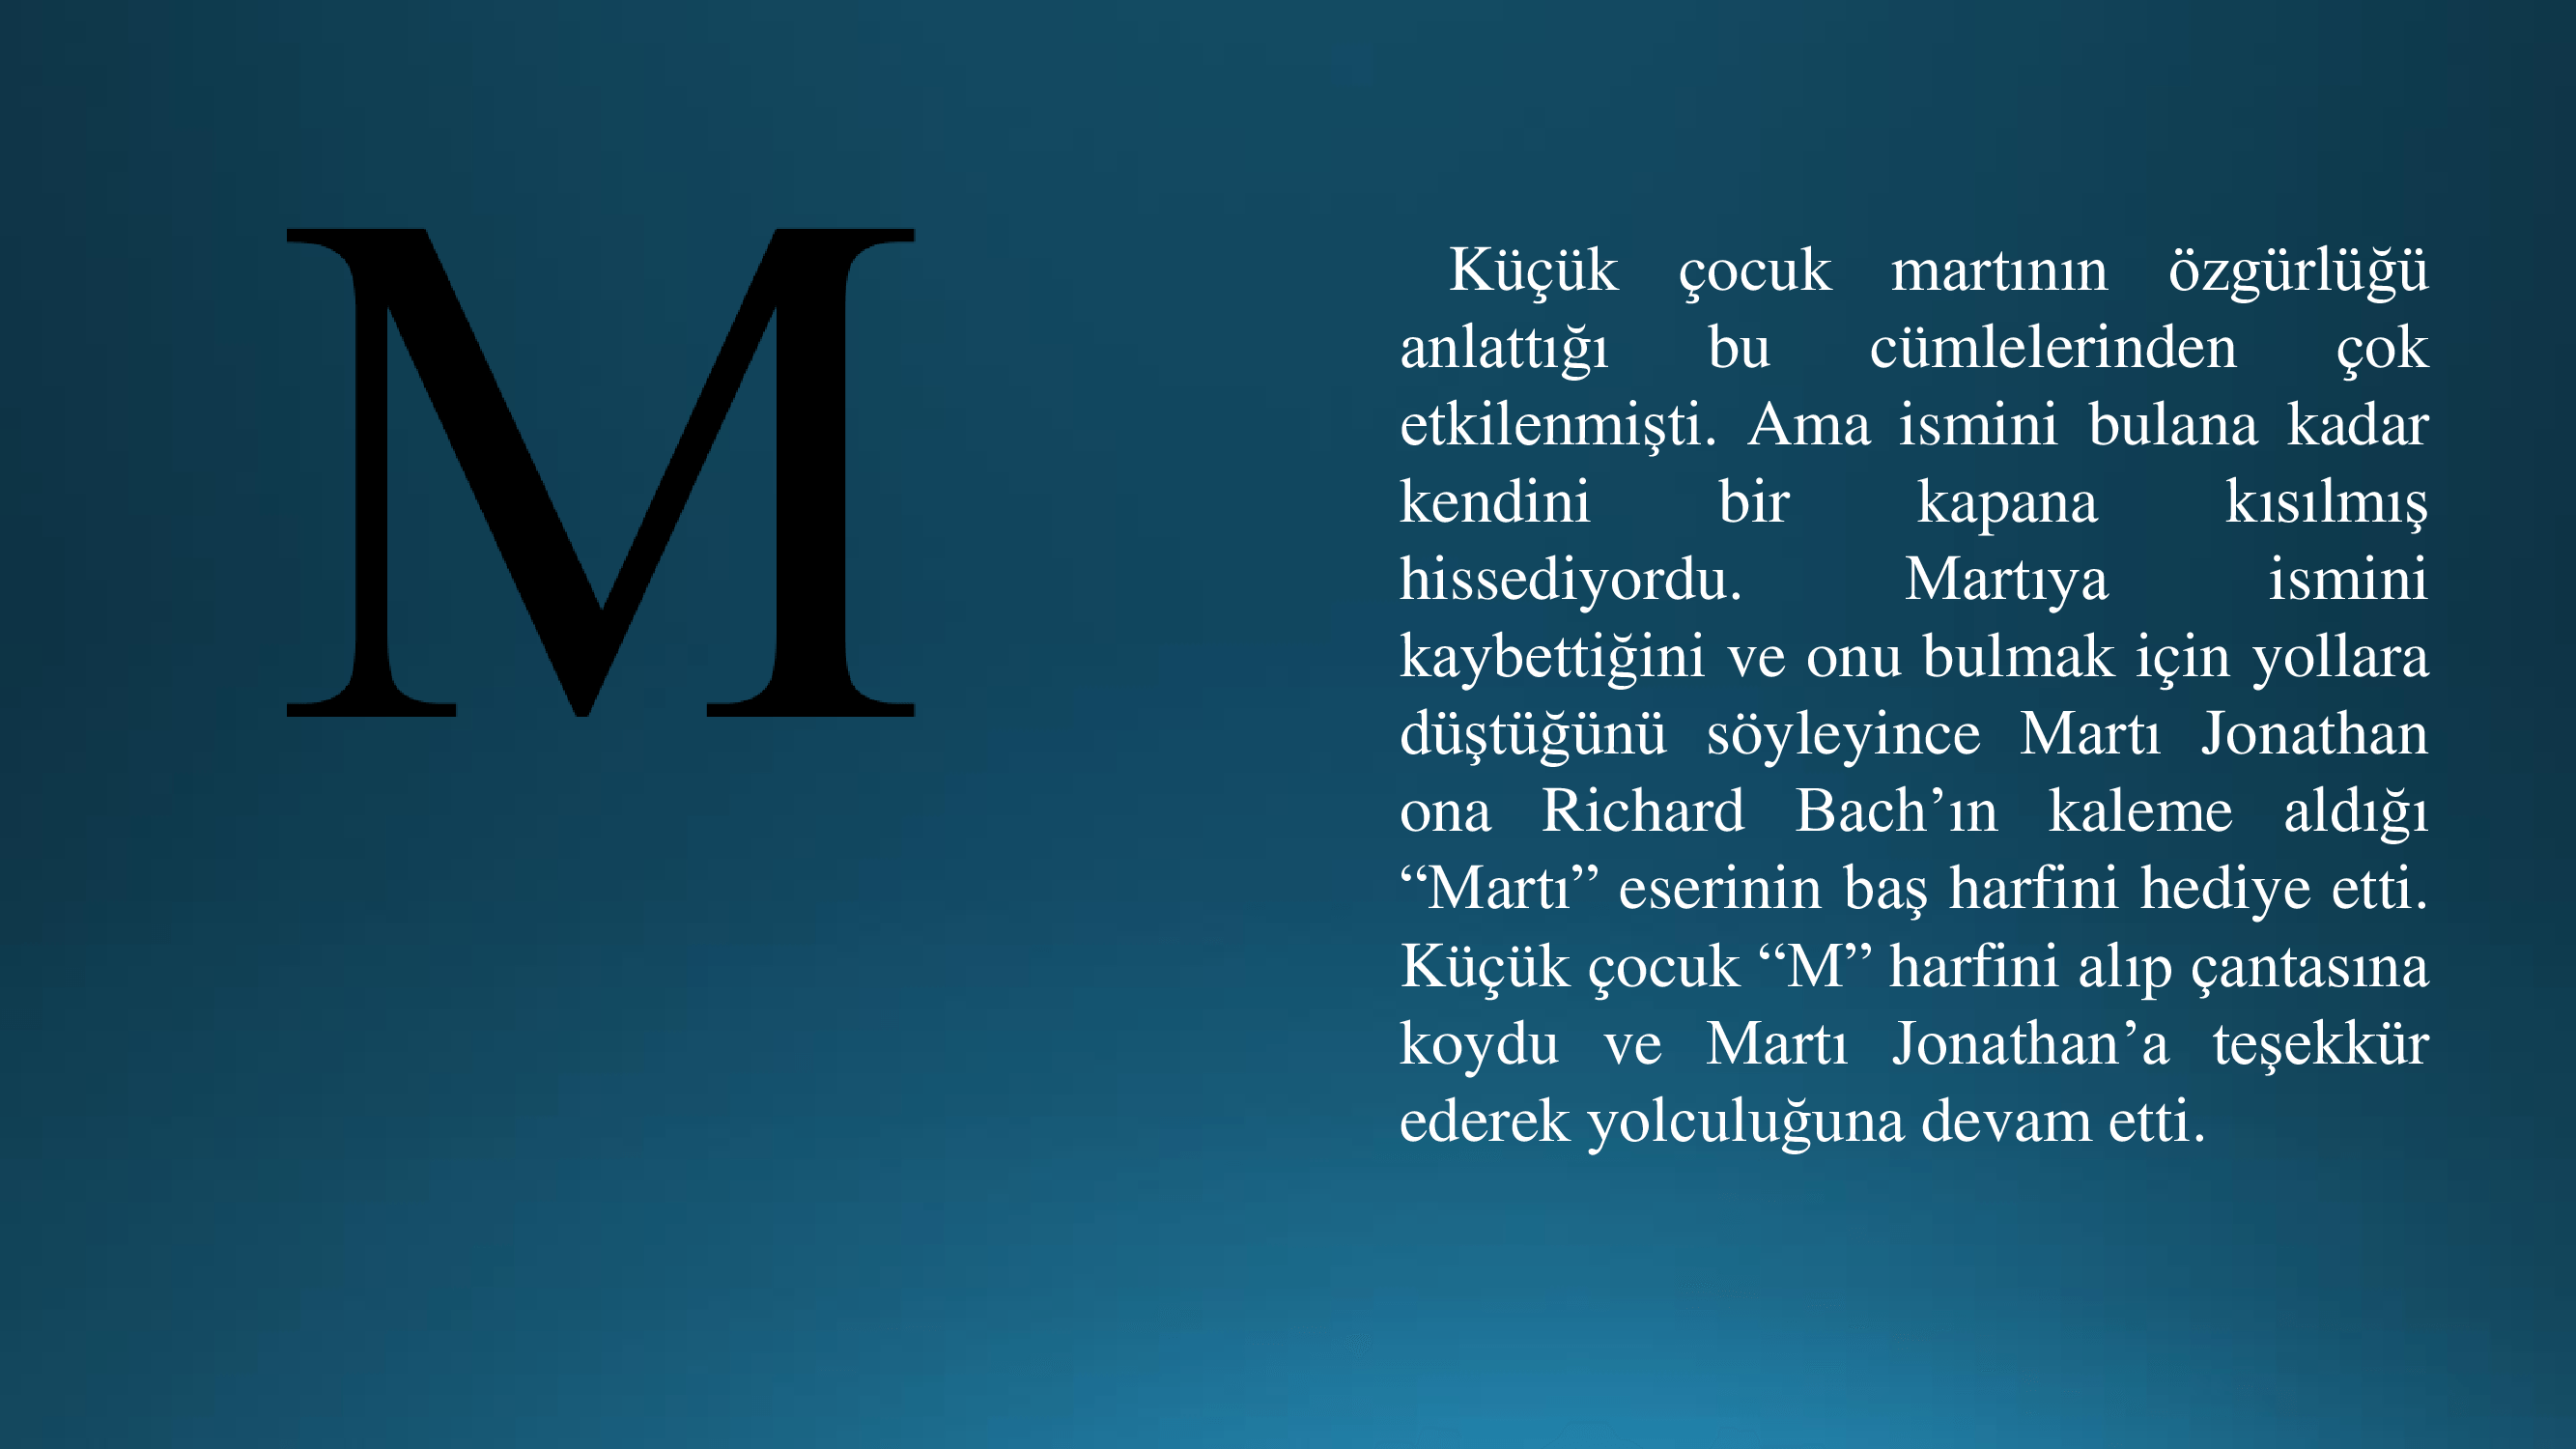 M
Küçük çocuk martının özgürlüğü
anlattığı bu cümlelerinden çok
etkilenmişti. Ama ismini bulana kadar
kendini bir kapana kısılmış
hissediyordu. Martıya ismini
kaybettiğini ve onu bulmak için yollara
düştüğünü söyleyince Martı Jonathan
ona Richard Bach’ın kaleme aldığı
“Martı” eserinin baş harfini hediye etti.
Küçük çocuk “M” harfini alıp çantasına
koydu ve Martı Jonathan’a teşekkür
ederek yolculuğuna devam etti.